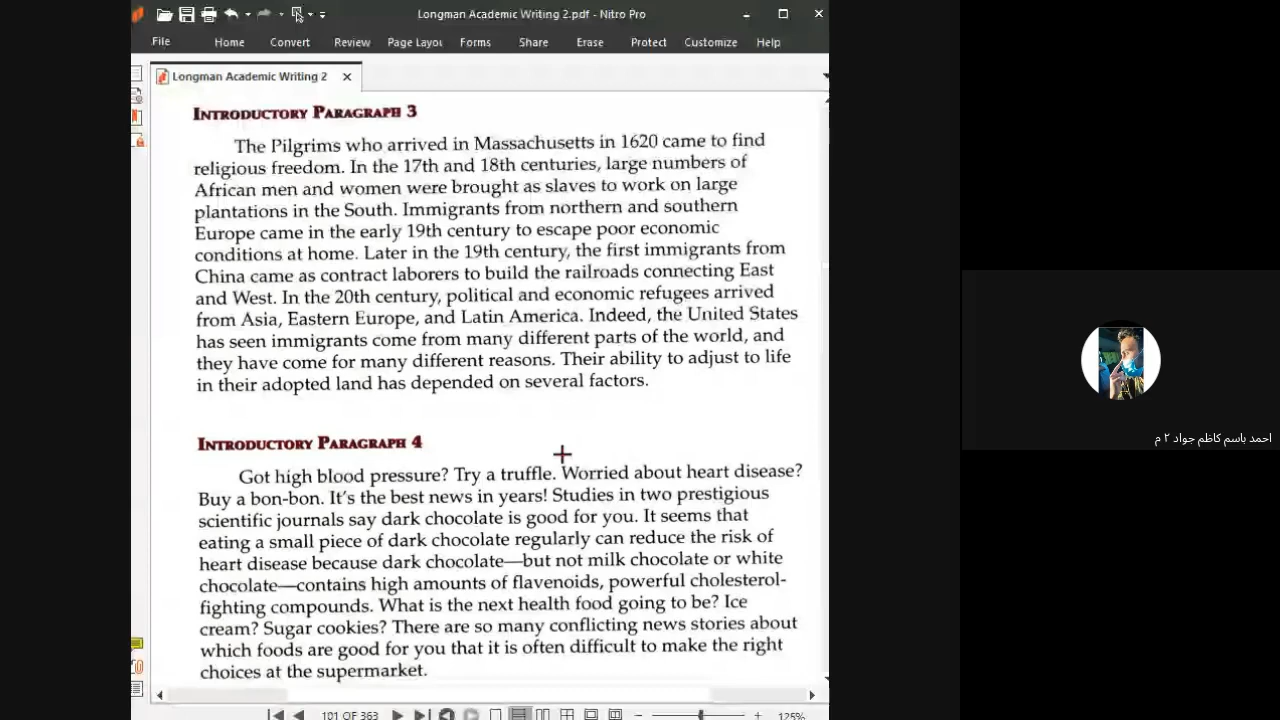 Longman Academic Writing 2.pdf - Nitro Pro
File Home Convert Review Page Layou Forms Share Erase Protect Customize Help
Longman Academic Writing 2
INTRODUCTORY PARAGRAPH 3
The Pilgrims who arrived in Massachusetts in 1620 came to find
religious freedom. In the 17th and 18th centuries, large numbers of
African men and women were brought as slaves to work on large
plantations in the South. Immigrants from northern and southern
Europe came in the early 19th century to escape poor economic
conditions at home. Later in the 19th century, the first immigrants from
China came as contract laborers to build the railroads connecting East
and West. In the 20th century, political and economic refugees arrived
from Asia, Eastern Europe, and Latin America. Indeed, the United States
has seen immigrants come from many different parts of the world, and
they have come for many different reasons. Their ability to adjust to life
in their adopted land has depended on several factors.
INTRODUCTORY PARAGRAPH 4
Got high blood pressure? Try a truffle. Worried about heart disease?
Buy a bon-bon. It's the best news in years! Studies in two prestigious
scientific journals say dark chocolate is good for you. It seems that
eating a small piece of dark chocolate regularly can reduce the risk of
heart disease because dark chocolate—but not milk chocolate or white
chocolate—contains high amounts of flavenoids, powerful cholesterol-
fighting compounds. What is the next health food going to be? Ice
cream? Sugar cookies? There are so many conflicting news stories about
which foods are good for you that it is often difficult to make the right
choices at the supermarket.
101 OF 363
125%
احمد باسم كاظم جواد ٢ م